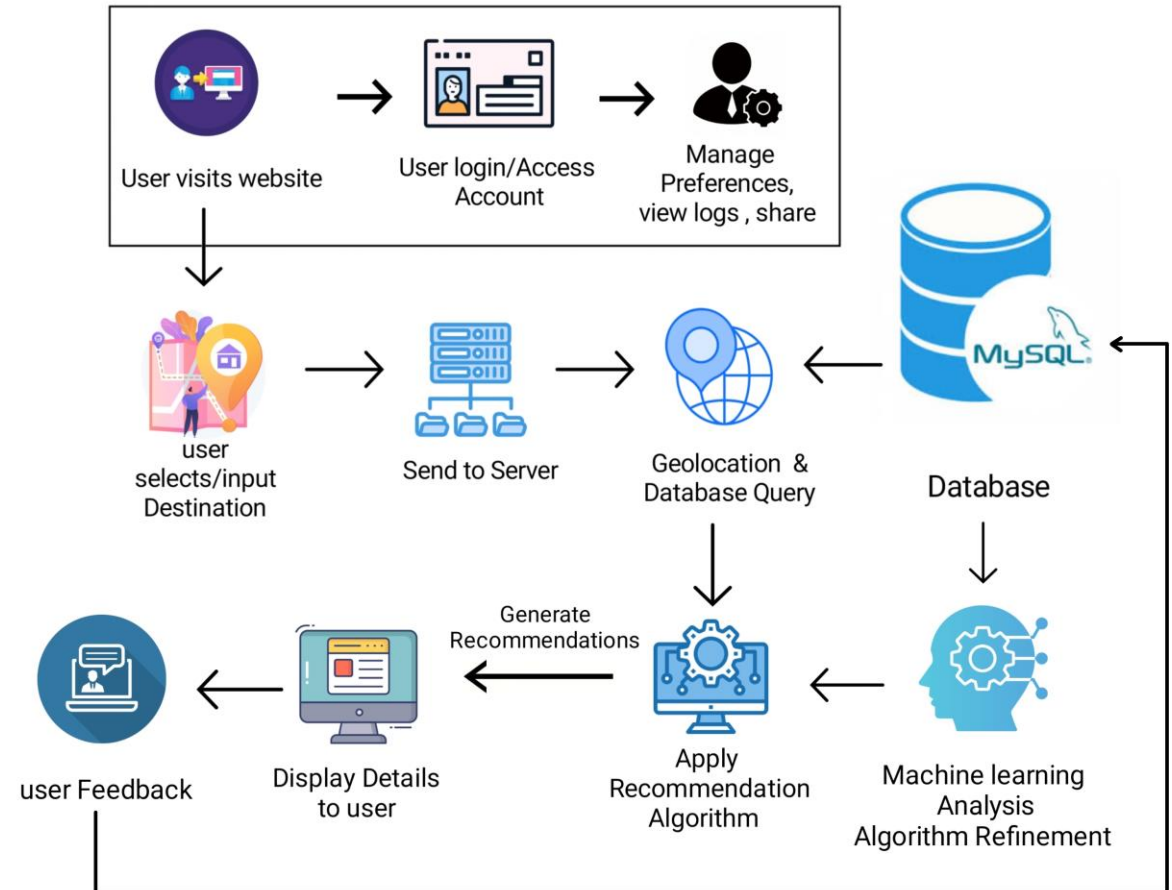 User visits website
User login/Access
Account
Manage
Preferences,
view logs , share
user
selects/input
Destination
Send to Server
Geolocation &
Database Query
MySQL®
Database
Generate
Recommendations
user Feedback
Display Details
to user
Apply
Recommendation
Algorithm
Machine learning
Analysis
Algorithm Refinement